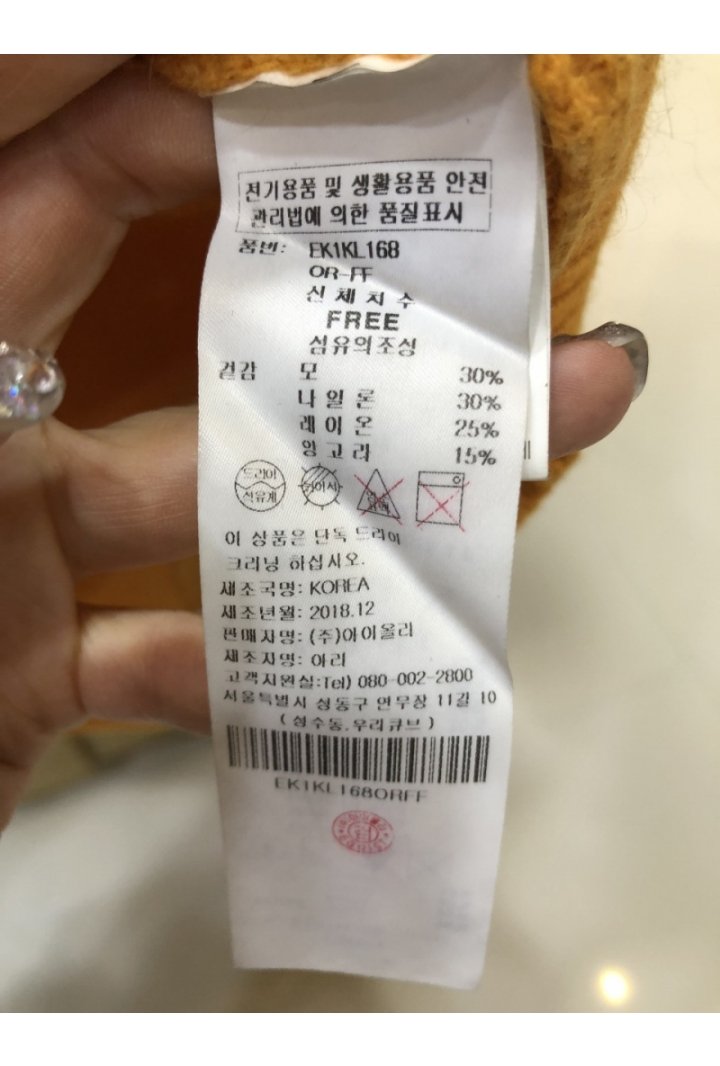 전기용품 및 생활용품 안전
관리법에 의한 품질표시
품번: EK1KL168
OR-FF
신체치수
FREE
섬유의조성
겉감 모 30%
나일론 30%
레이온 25%
앙고라 15%
드라이
석유계
이 상품은 단독 드라이
크리닝 하십시오.
제조국명: KOREA
제조년월: 2018.12
판매자명: (주)아이올리
제조자명: 아리
고객지원실:Tel) 080-002-2800
서울특별시 성동구 연무장 11길 10
(성수동.우리큐브)
EK1KL168ORFF